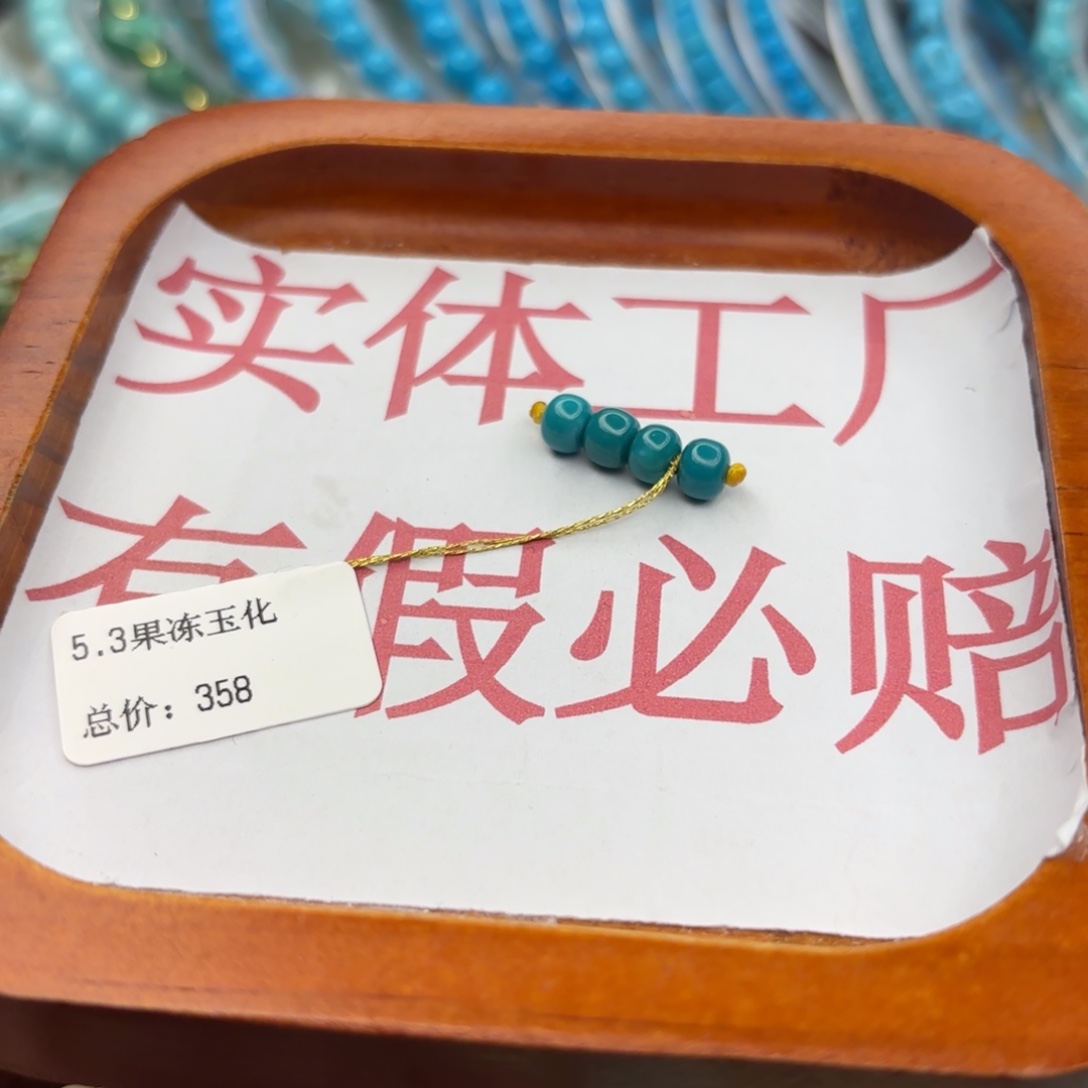 实体工厂
有假必赔
5.3果冻玉化
总价：358